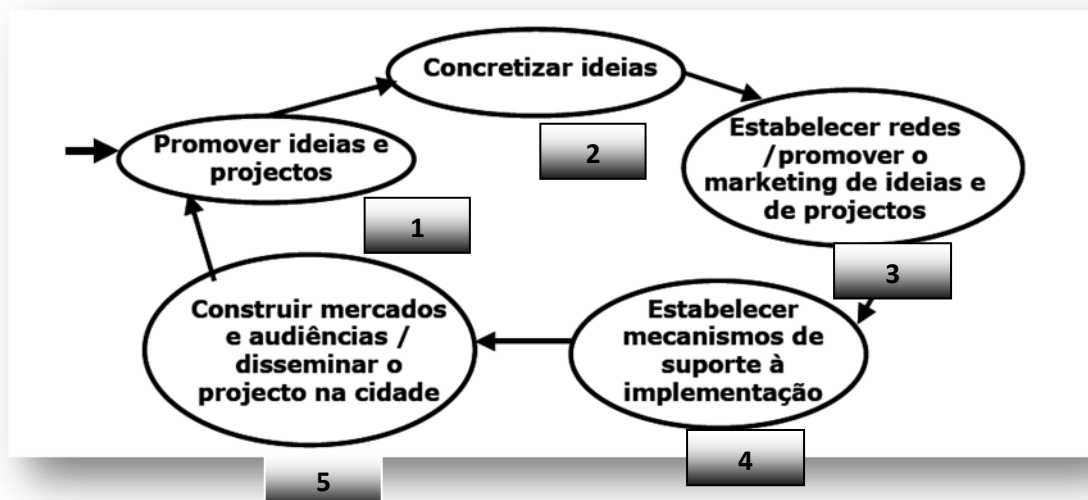 Promover ideias e
projectos
1
Concretizar ideias
2
Estabelecer redes
/promover o
marketing de ideias e
de projectos
3
Estabelecer
mecanismos de
suporte à
implementação
4
Construir mercados
e audiências /
disseminar o
projecto na cidade
5